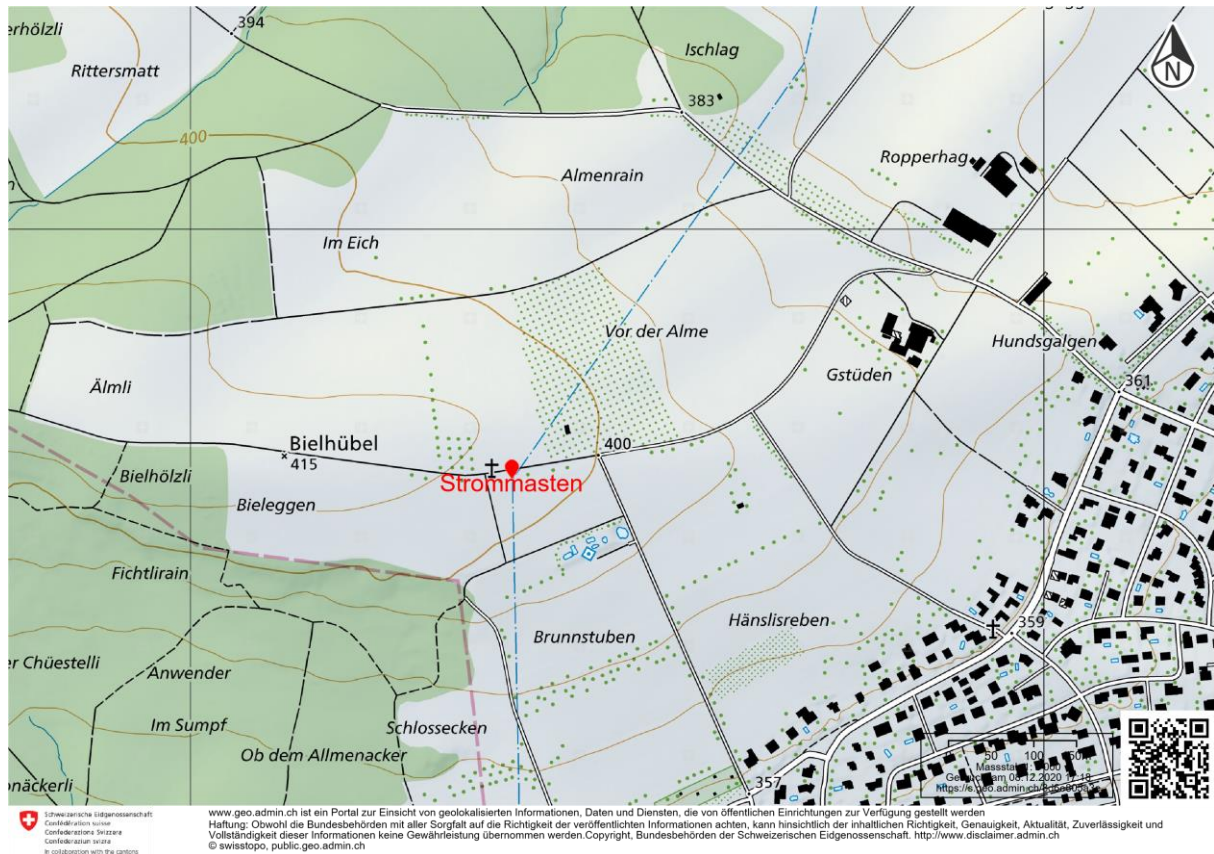 394
erhölzli
Rittersmatt
Ischlag
383
400
Ropperhag
Almenrain
Im Eich
N
Vor der Alme
Hundsgalgen
Gstüden
361
Älmli
Bielhübel
415
400
Bielhölzli
Strommasten
Bieleggen
Fichtlirain
Hänslisreben
359
Brunnstuben
er Chüestelli
Anwender
Im Sumpf
Schlossecken
Ob dem Allmenacker
onäckerli
357
50 100
Schweizerische Eidgenossenschaft
Confédération suisse
Confederazione Svizzera
Confederaziun svizra
In collaboration with the cantons
www.geo.admin.ch ist ein Portal zur Einsicht von geolokalisierten Informationen, Daten und Diensten, die von öffentlichen Einrichtungen zur Verfügung gestellt werden
Haftung: Obwohl die Bundesbehörden mit aller Sorgfalt auf die Richtigkeit der veröffentlichten Informationen achten, kann hinsichtlich der inhaltlichen Richtigkeit, Genauigkeit, Aktualität, Zuverlässigkeit und
Vollständigkeit dieser Informationen keine Gewährleistung übernommen werden.Copyright, Bundesbehörden der Schweizerischen Eidgenossenschaft. http://www.disclaimer.admin.ch
© swisstopo, public.geo.admin.ch